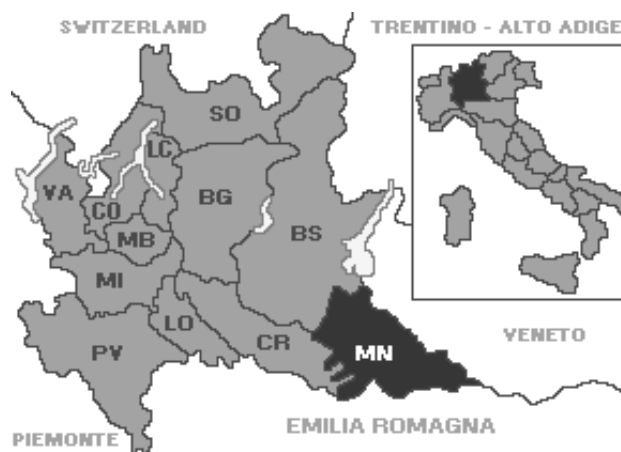 SWITZERLAND
TRENTINO - ALTO ADIGE
SO
LC
VA
BG
CO
BS
MB
MI
LO
CR
PV
MN
VENETO
EMILIA ROMAGNA
PIEMONTE